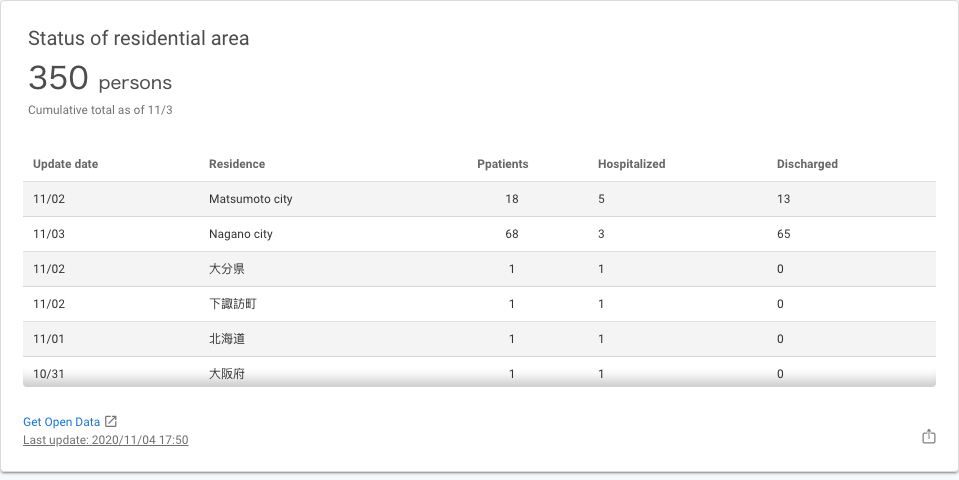 Status of residential area
350 persons
Cumulative total as of 11/3
Update date Residence Ppatients Hospitalized Discharged
11/02 Matsumoto city 18 5 13
11/03 Nagano city 68 3 65
11/02 大分県 1 1 0
11/02 下諏訪町 1 1 0
11/01 北海道 1 1 0
10/31 大阪府 1 1 0
Get Open Data
Last update: 2020/11/04 17:50